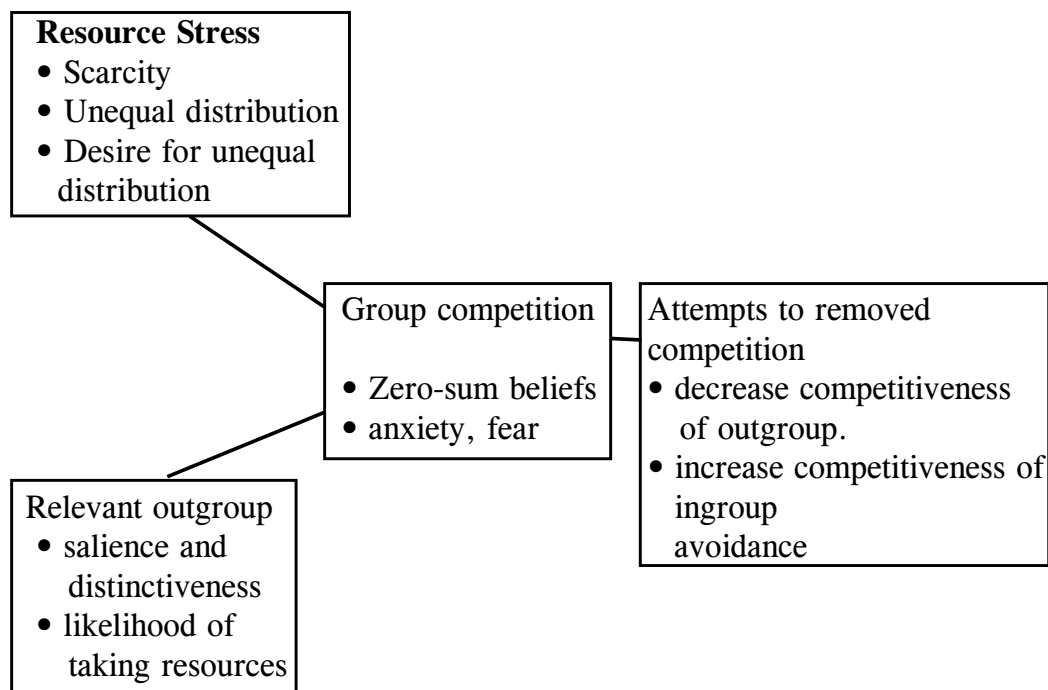 Resource Stress
• Scarcity
• Unequal distribution
• Desire for unequal
distribution
Group competition
• Zero-sum beliefs
• anxiety, fear
Attempts to removed
competition
• decrease competitiveness
of outgroup.
• increase competitiveness of
ingroup
avoidance
Relevant outgroup
• salience and
distinctiveness
• likelihood of
taking resources